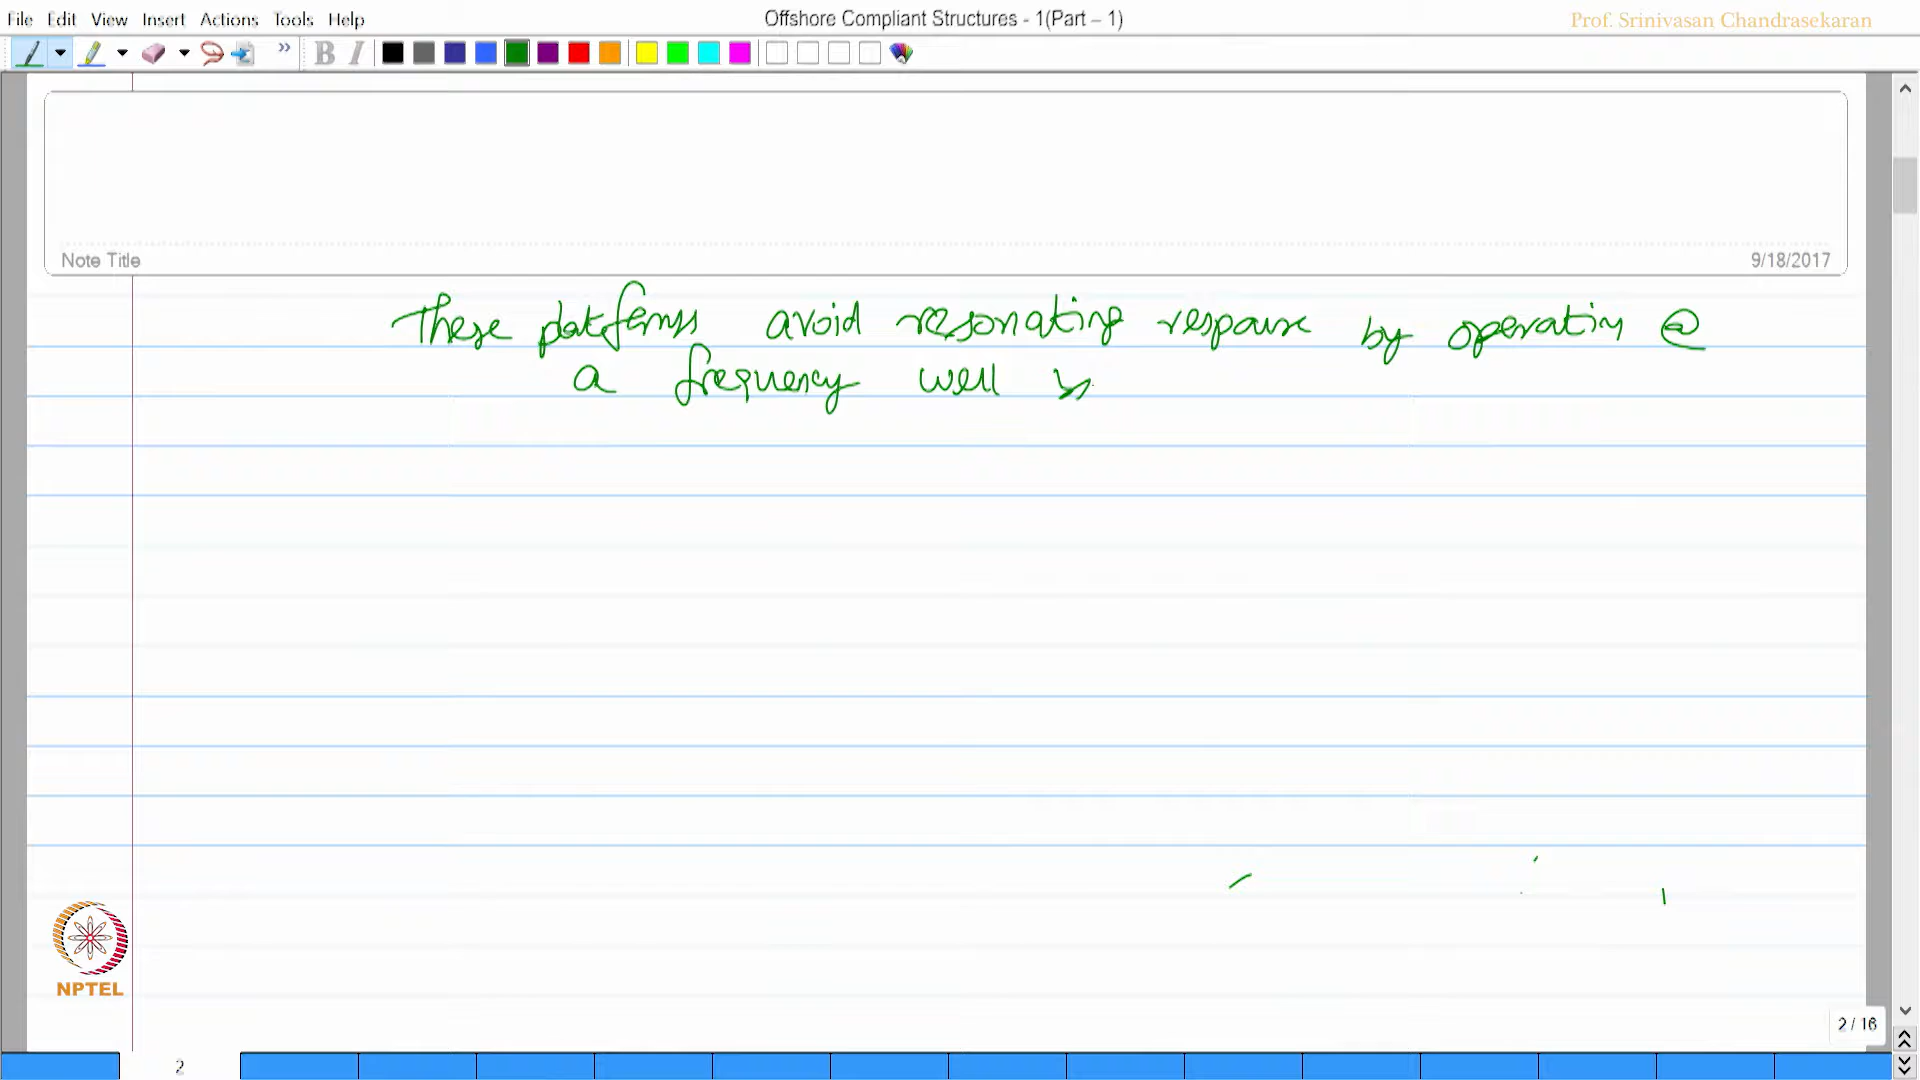 File Edit View Insert Actions Tools Help
Offshore Compliant Structures - 1(Part – 1)
Prof. Srinivasan Chandrasekaran
B I
Note Title
9/18/2017
These platforms avoid resonating response by operating @
a frequency well
NPTEL
2 / 16
2